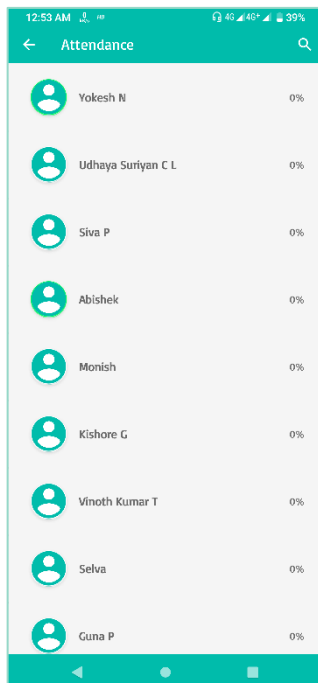 12:53 AM 4G 4G+ 39%
Attendance
Yokesh N 0%
Udhaya Suriyan C L 0%
Siva P 0%
Abishek 0%
Monish 0%
Kishore G 0%
Vinoth Kumar T 0%
Selva 0%
Guna P 0%